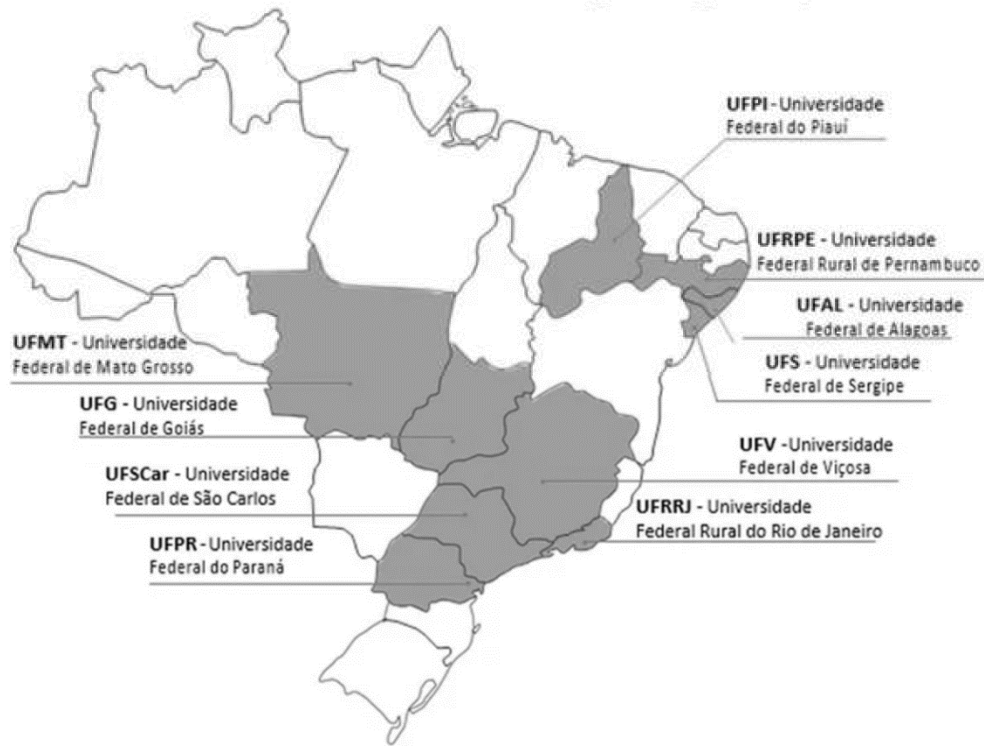 UFPI - Universidade
Federal do Piauí
UFRPE - Universidade
Federal Rural de Pernambuco
UFAL - Universidade
Federal de Alagoas
UFS - Universidade
Federal de Sergipe
UFMT - Universidade
Federal de Mato Grosso
UFG - Universidade
Federal de Goiás
UFSCar - Universidade
Federal de São Carlos
UFPR - Universidade
Federal do Paraná
UFV - Universidade
Federal de Viçosa
UFRRJ - Universidade
Federal Rural do Rio de Janeiro